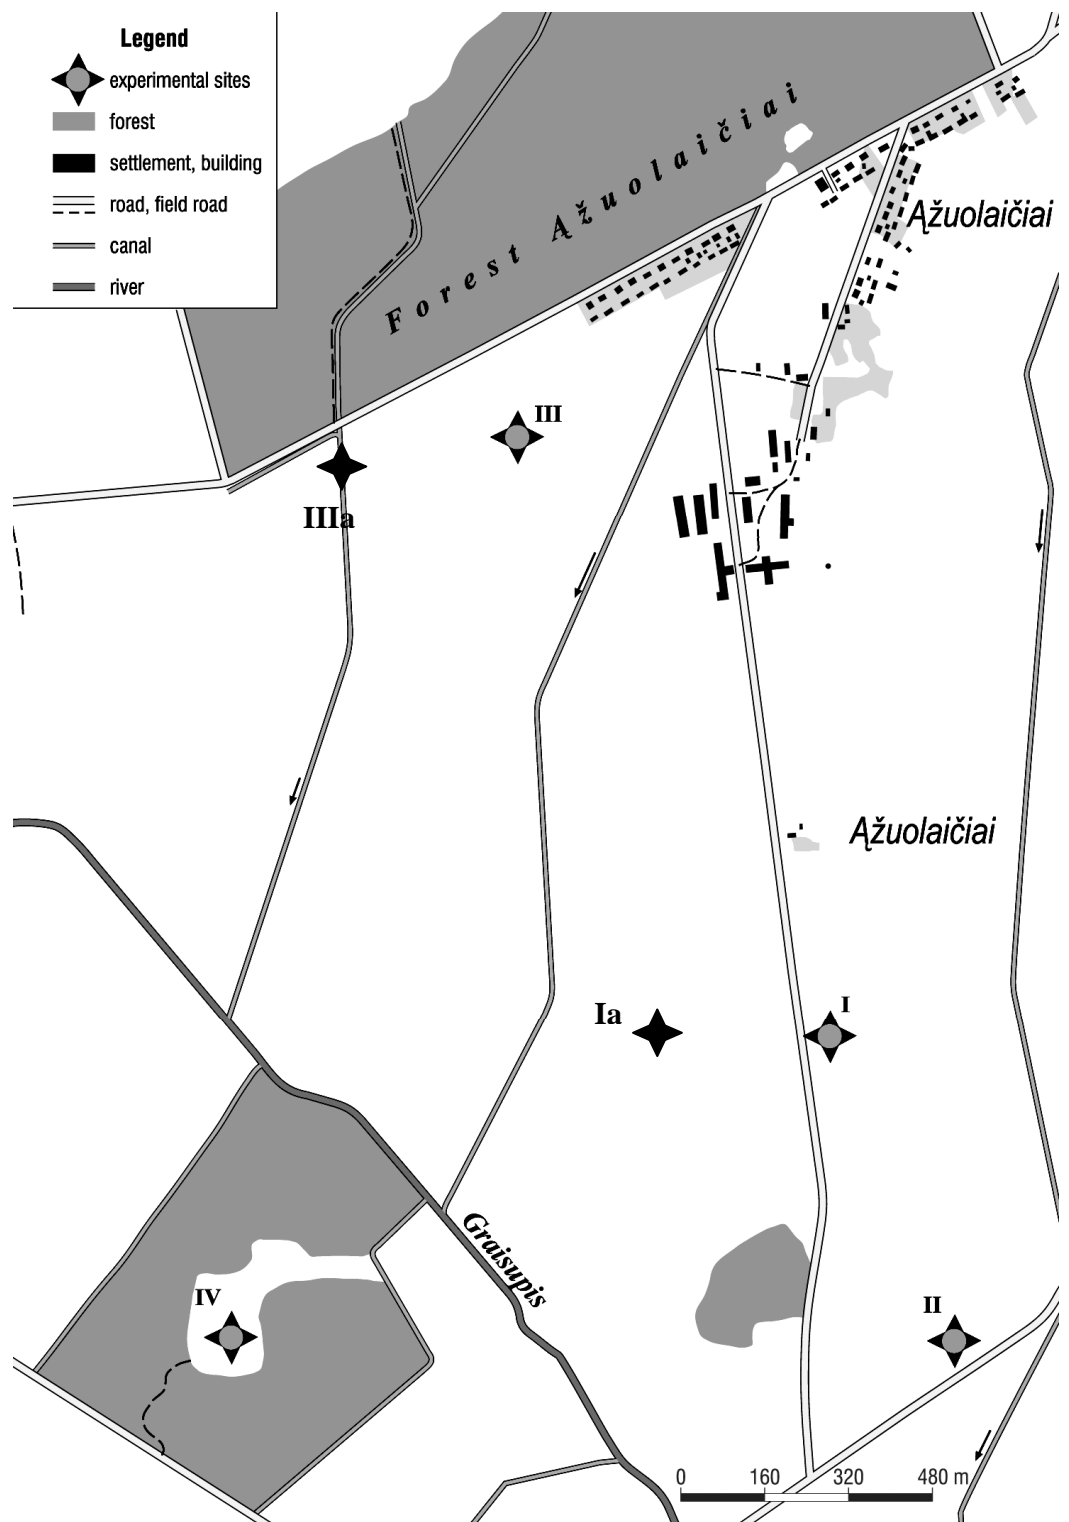 Legend
experimental sites
forest
settlement, building
road, field road
canal
river
Forest Ąžuolaičiai
Ąžuolaičiai
III
IIIa
Ąžuolaičiai
Ia
I
Graisupis
IV
II
0 160 320 480 m